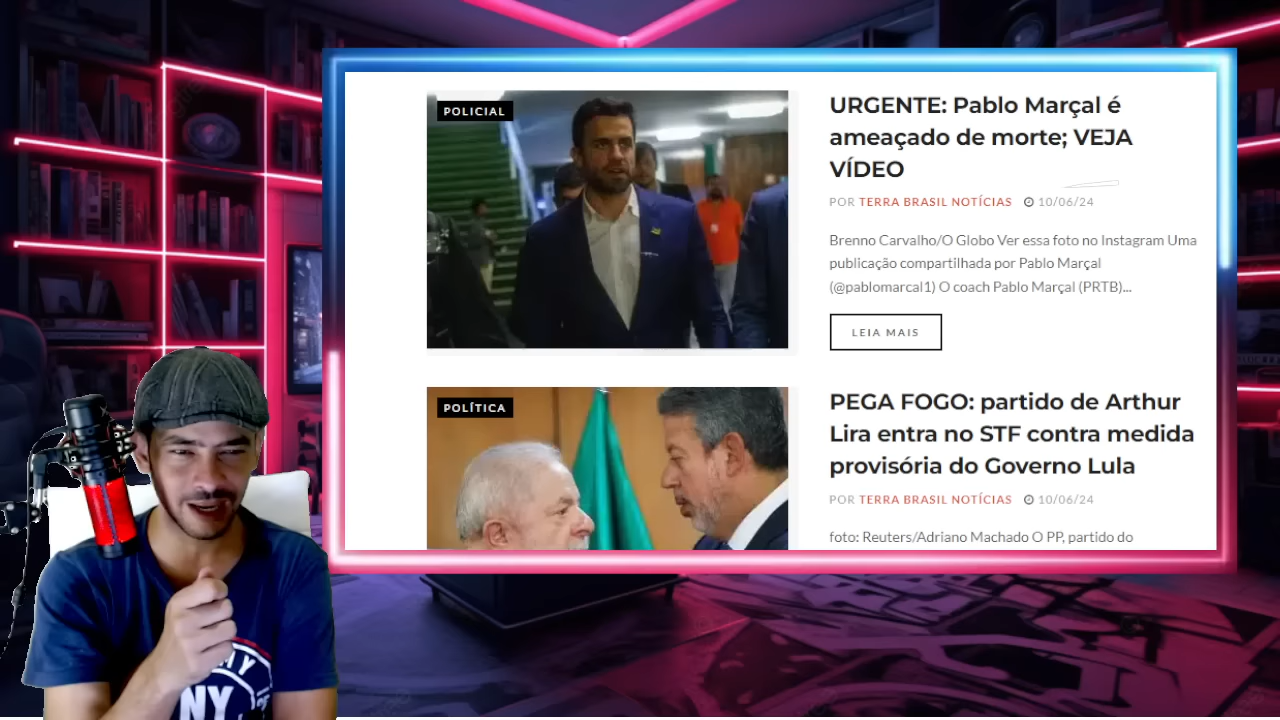 POLICIAL
URGENTE: Pablo Marçal é
ameaçado de morte; VEJA
VÍDEO
POR TERRA BRASIL NOTÍCIAS 10/06/24
Brenno Carvalho/O Globo Ver essa foto no Instagram Uma
publicação compartilhada por Pablo Marçal
(@pablomarcal1) O coach Pablo Marçal (PRTB)...
LEIA MAIS
POLÍTICA
PEGA FOGO: partido de Arthur
Lira entra no STF contra medida
provisória do Governo Lula
POR TERRA BRASIL NOTÍCIAS 10/06/24
foto: Reuters/Adriano Machado O PP, partido do
NY